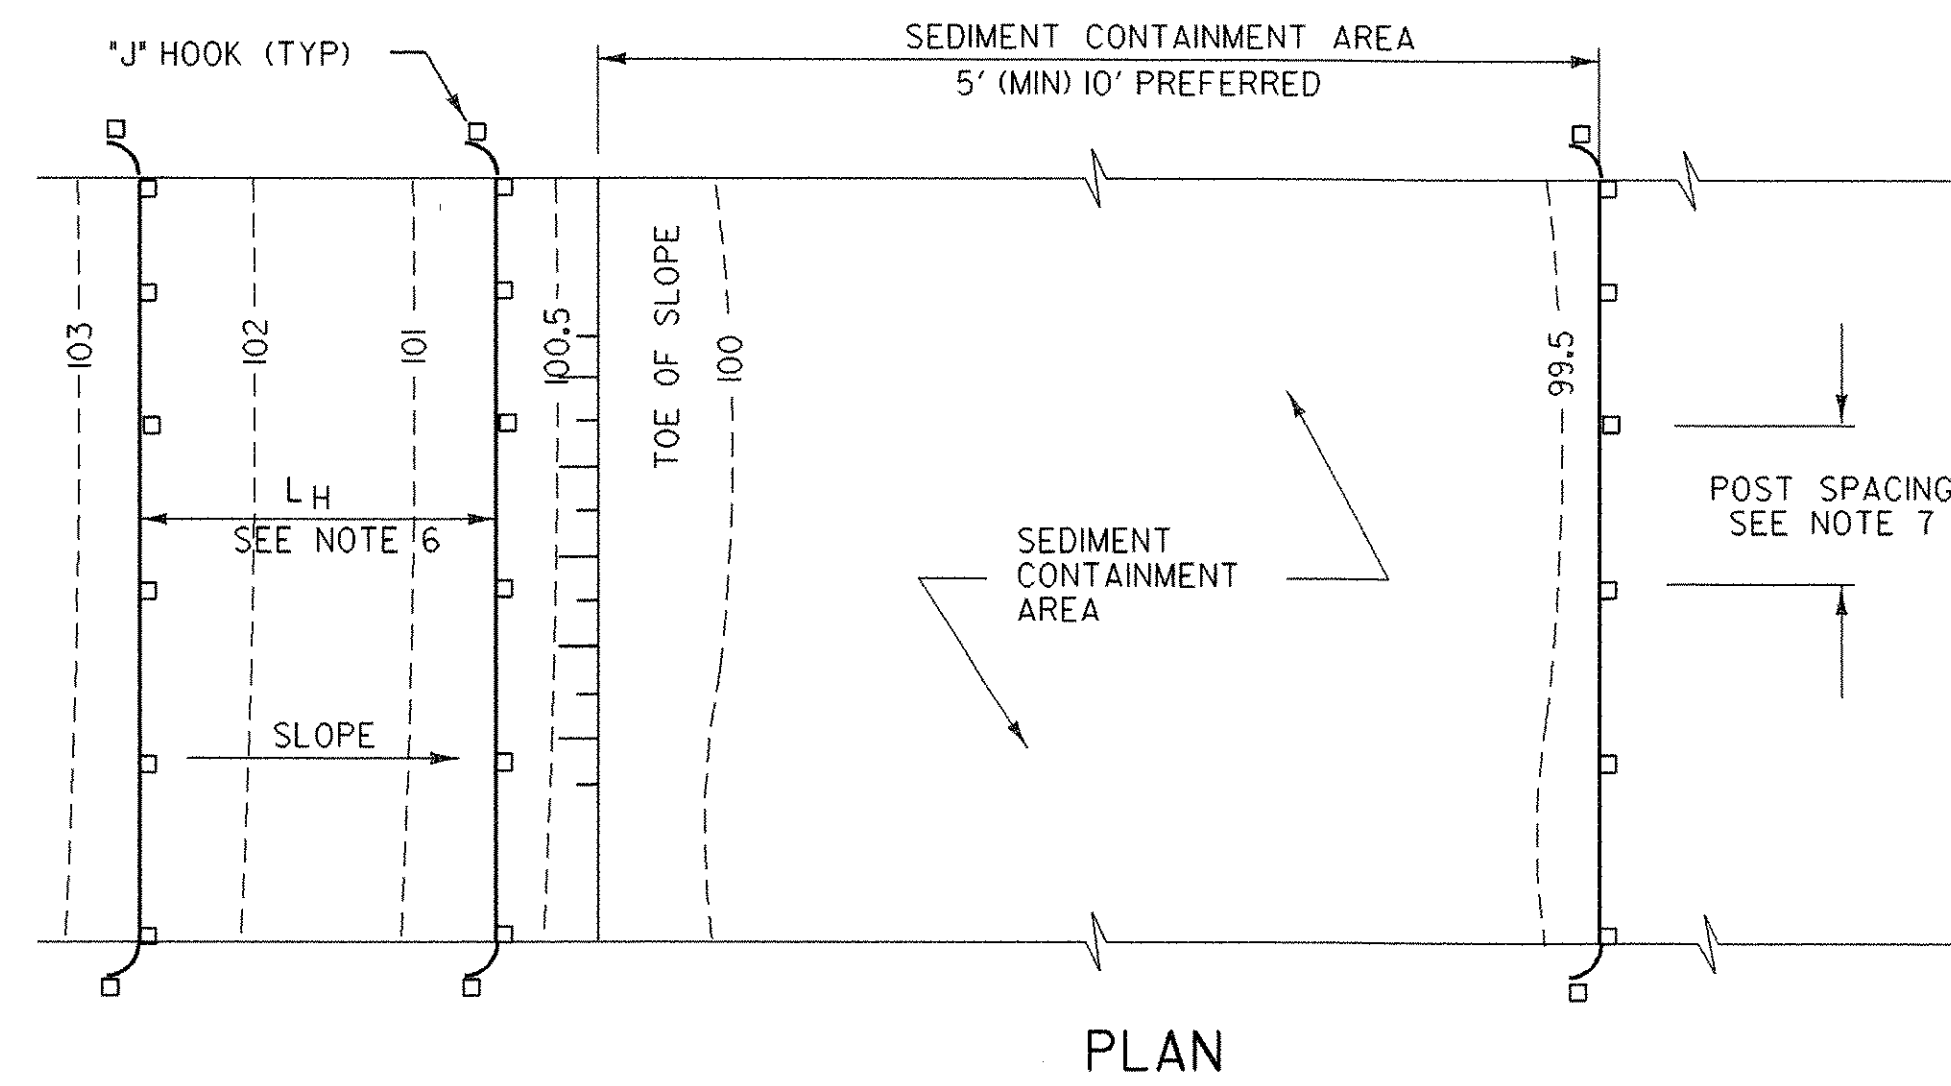 "J" HOOK (TYP)
SEDIMENT CONTAINMENT AREA
5' (MIN) 10' PREFERRED
103
102
101
100.5
TOE OF SLOPE
100
99.5
LH
SEE NOTE 6
POST SPACING
SEE NOTE 7
SEDIMENT
CONTAINMENT
AREA
SLOPE
PLAN